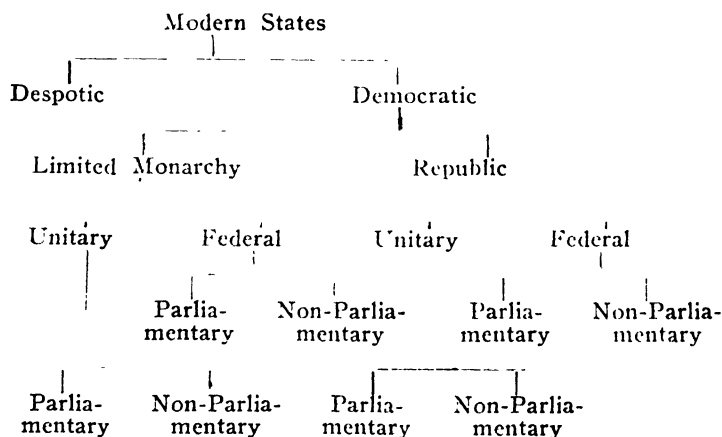 Modern States
Despotic Democratic
Limited Monarchy Republic
Unitary Federal Unitary Federal
Parlia- Non-Parlia- Parlia- Non-Parlia-
mentary mentary mentary mentary
Parlia- Non-Parlia- Parlia- Non-Parlia-
mentary mentary mentary mentary